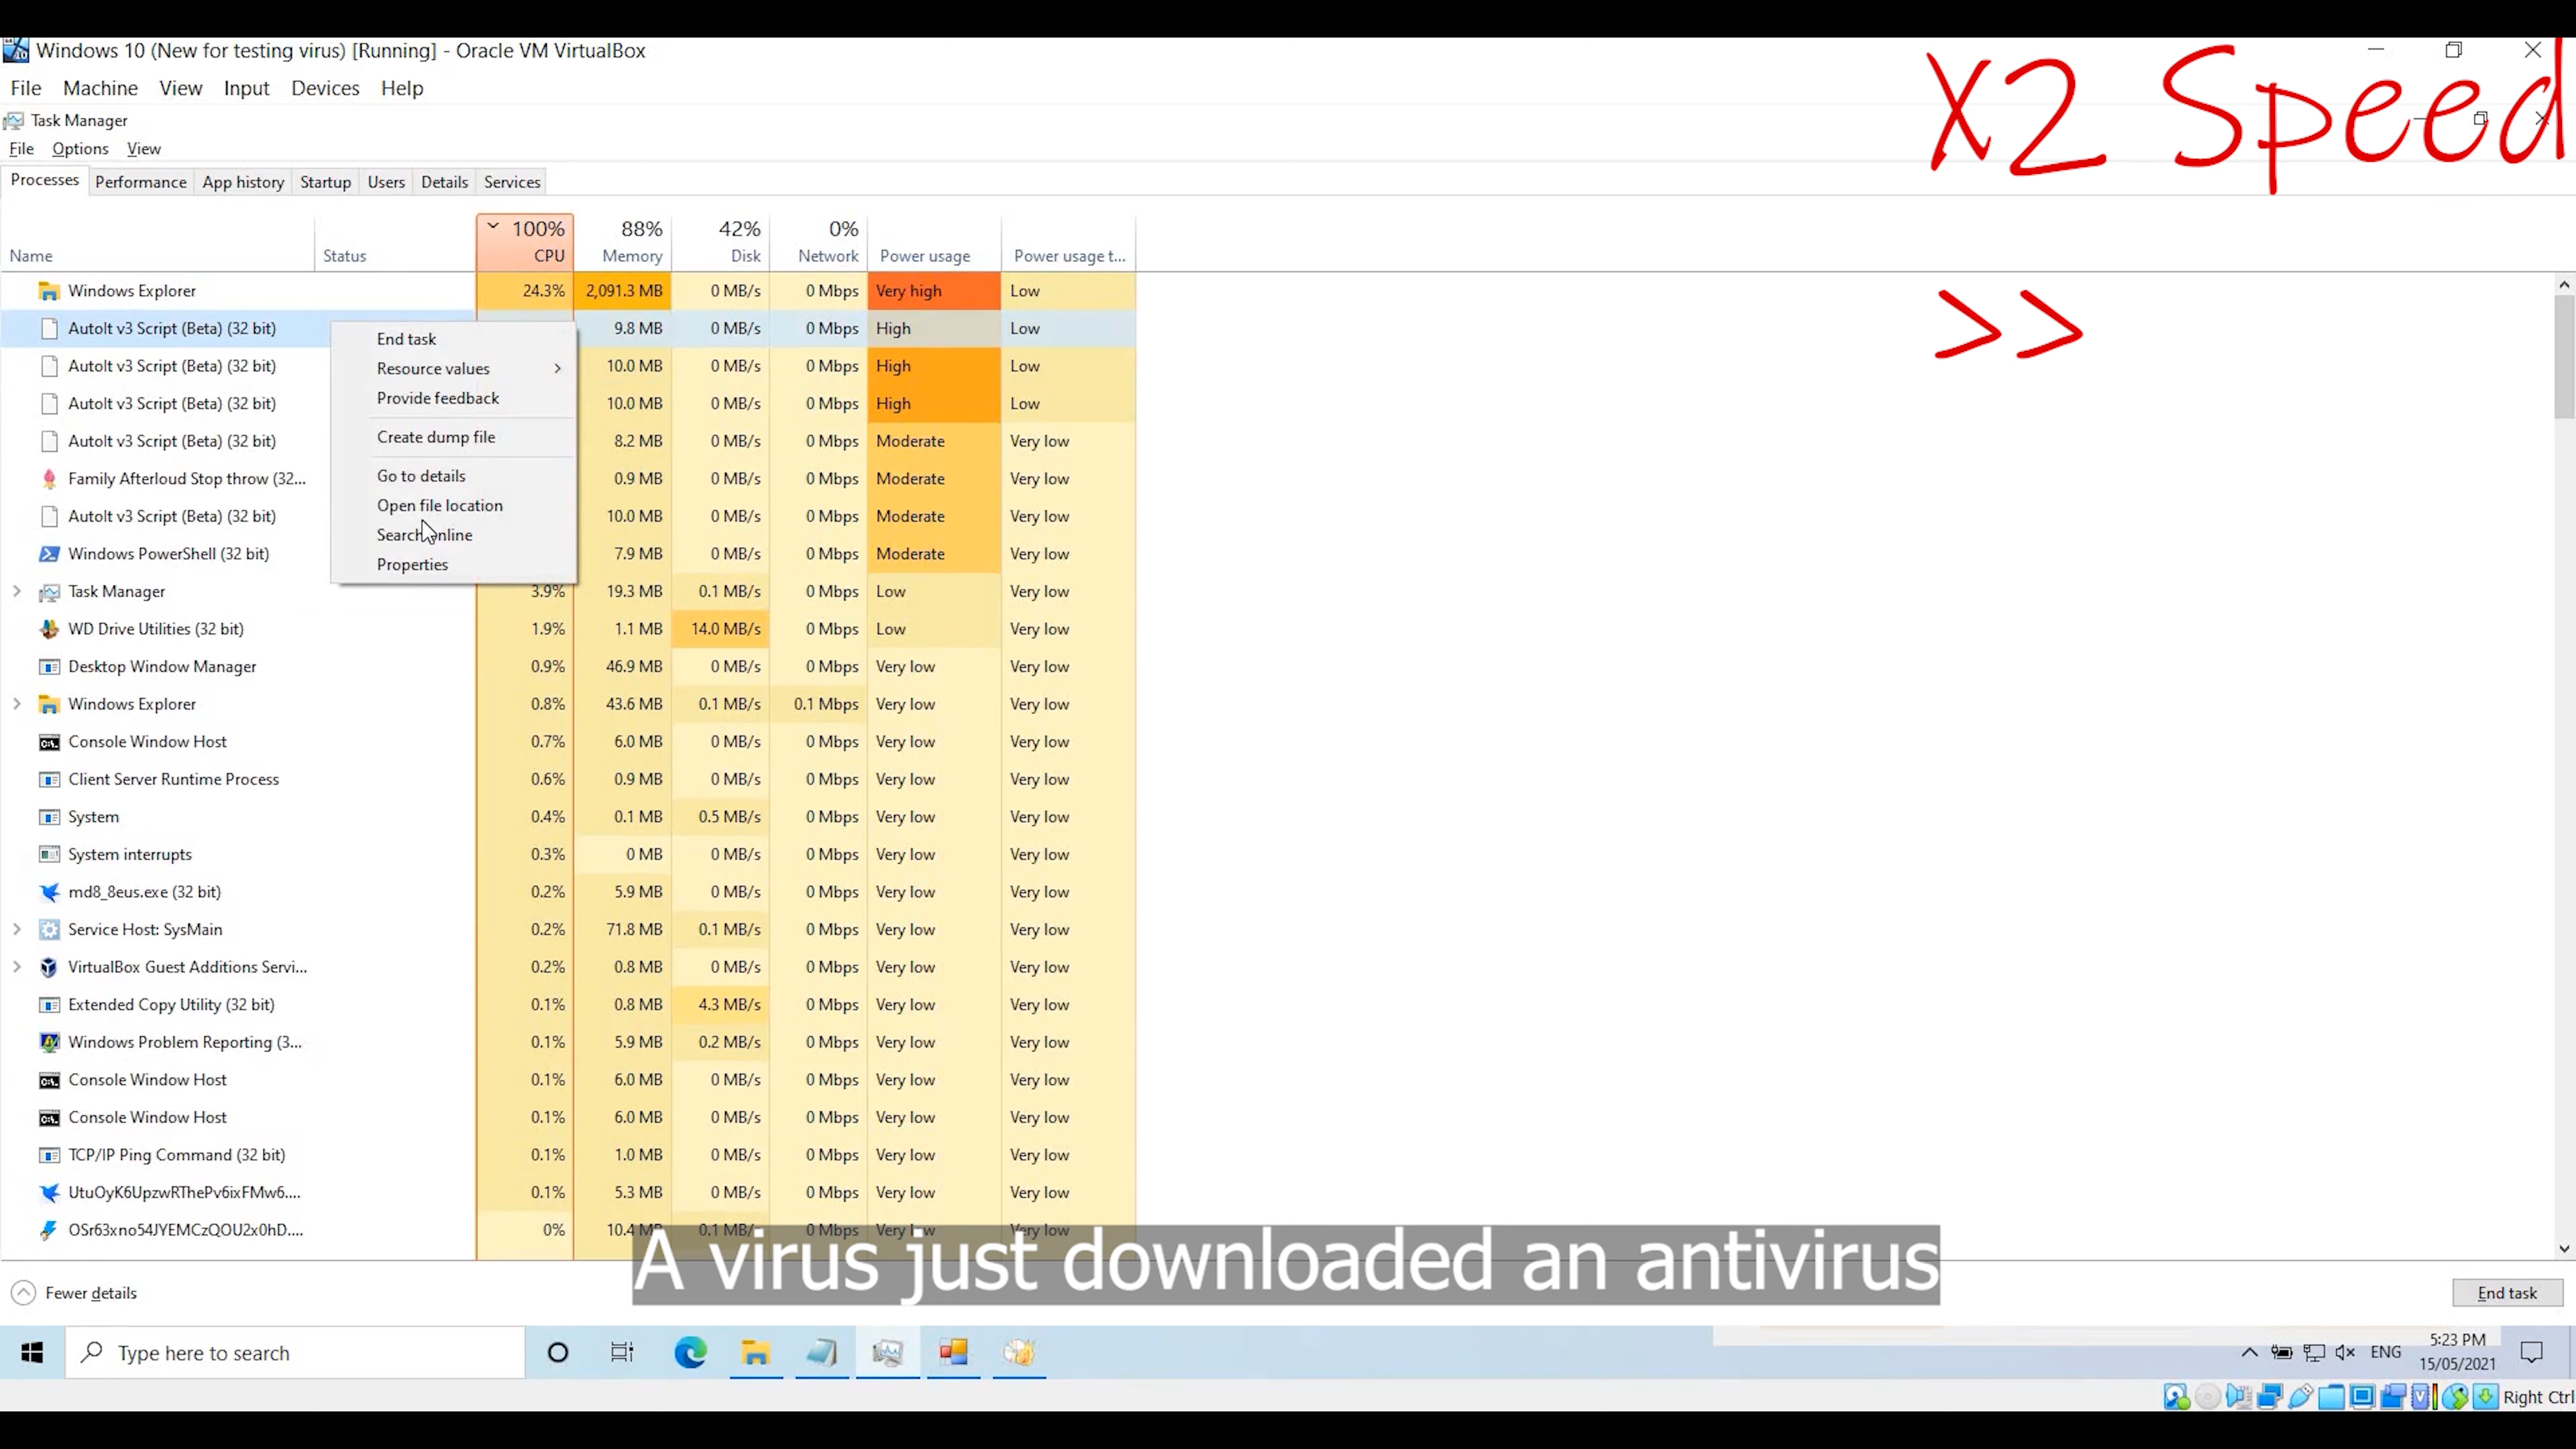 Windows 10 (New for testing virus) [Running] - Oracle VM VirtualBox
X2 Speed
File Machine View Input Devices Help
Task Manager
File Options View
Processes Performance App history Startup Users Details Services
100% 88% 42% 0%
Name Status CPU Memory Disk Network Power usage Power usage t...
Windows Explorer 24.3% 2,091.3 MB 0 MB/s 0 Mbps Very high Low
>>
AutoIt v3 Script (Beta) (32 bit) 9.8 MB 0 MB/s 0 Mbps High Low
End task
Resource values >
Provide feedback
Create dump file
Go to details
Open file location
Search online
Properties
AutoIt v3 Script (Beta) (32 bit) 10.0 MB 0 MB/s 0 Mbps High Low
AutoIt v3 Script (Beta) (32 bit) 10.0 MB 0 MB/s 0 Mbps High Low
AutoIt v3 Script (Beta) (32 bit) 8.2 MB 0 MB/s 0 Mbps Moderate Very low
Family Afterloud Stop throw (32... 0.9 MB 0 MB/s 0 Mbps Moderate Very low
AutoIt v3 Script (Beta) (32 bit) 10.0 MB 0 MB/s 0 Mbps Moderate Very low
Windows PowerShell (32 bit) 7.9 MB 0 MB/s 0 Mbps Moderate Very low
Task Manager 3.9% 19.3 MB 0.1 MB/s 0 Mbps Low Very low
WD Drive Utilities (32 bit) 1.9% 1.1 MB 14.0 MB/s 0 Mbps Low Very low
Desktop Window Manager 0.9% 46.9 MB 0 MB/s 0 Mbps Very low Very low
Windows Explorer 0.8% 43.6 MB 0.1 MB/s 0.1 Mbps Very low Very low
Console Window Host 0.7% 6.0 MB 0 MB/s 0 Mbps Very low Very low
Client Server Runtime Process 0.6% 0.9 MB 0 MB/s 0 Mbps Very low Very low
System 0.4% 0.1 MB 0.5 MB/s 0 Mbps Very low Very low
System interrupts 0.3% 0 MB 0 MB/s 0 Mbps Very low Very low
md8_8eus.exe (32 bit) 0.2% 5.9 MB 0 MB/s 0 Mbps Very low Very low
Service Host: SysMain 0.2% 71.8 MB 0.1 MB/s 0 Mbps Very low Very low
VirtualBox Guest Additions Servi... 0.2% 0.8 MB 0 MB/s 0 Mbps Very low Very low
Extended Copy Utility (32 bit) 0.1% 0.8 MB 4.3 MB/s 0 Mbps Very low Very low
Windows Problem Reporting (3... 0.1% 5.9 MB 0.2 MB/s 0 Mbps Very low Very low
Console Window Host 0.1% 6.0 MB 0 MB/s 0 Mbps Very low Very low
Console Window Host 0.1% 6.0 MB 0 MB/s 0 Mbps Very low Very low
TCP/IP Ping Command (32 bit) 0.1% 1.0 MB 0 MB/s 0 Mbps Very low Very low
UtuOyK6UpzwRThePv6ixFMw6.... 0.1% 5.3 MB 0 MB/s 0 Mbps Very low Very low
OSr63xno54JYEMCzQOU2x0hD.... 0% 10.4 MB 0.1 MB/s 0 Mbps Very low Very low
A virus just downloaded an antivirus
Fewer details End task
Type here to search
ENG 5:23 PM
15/05/2021
Right Ctrl